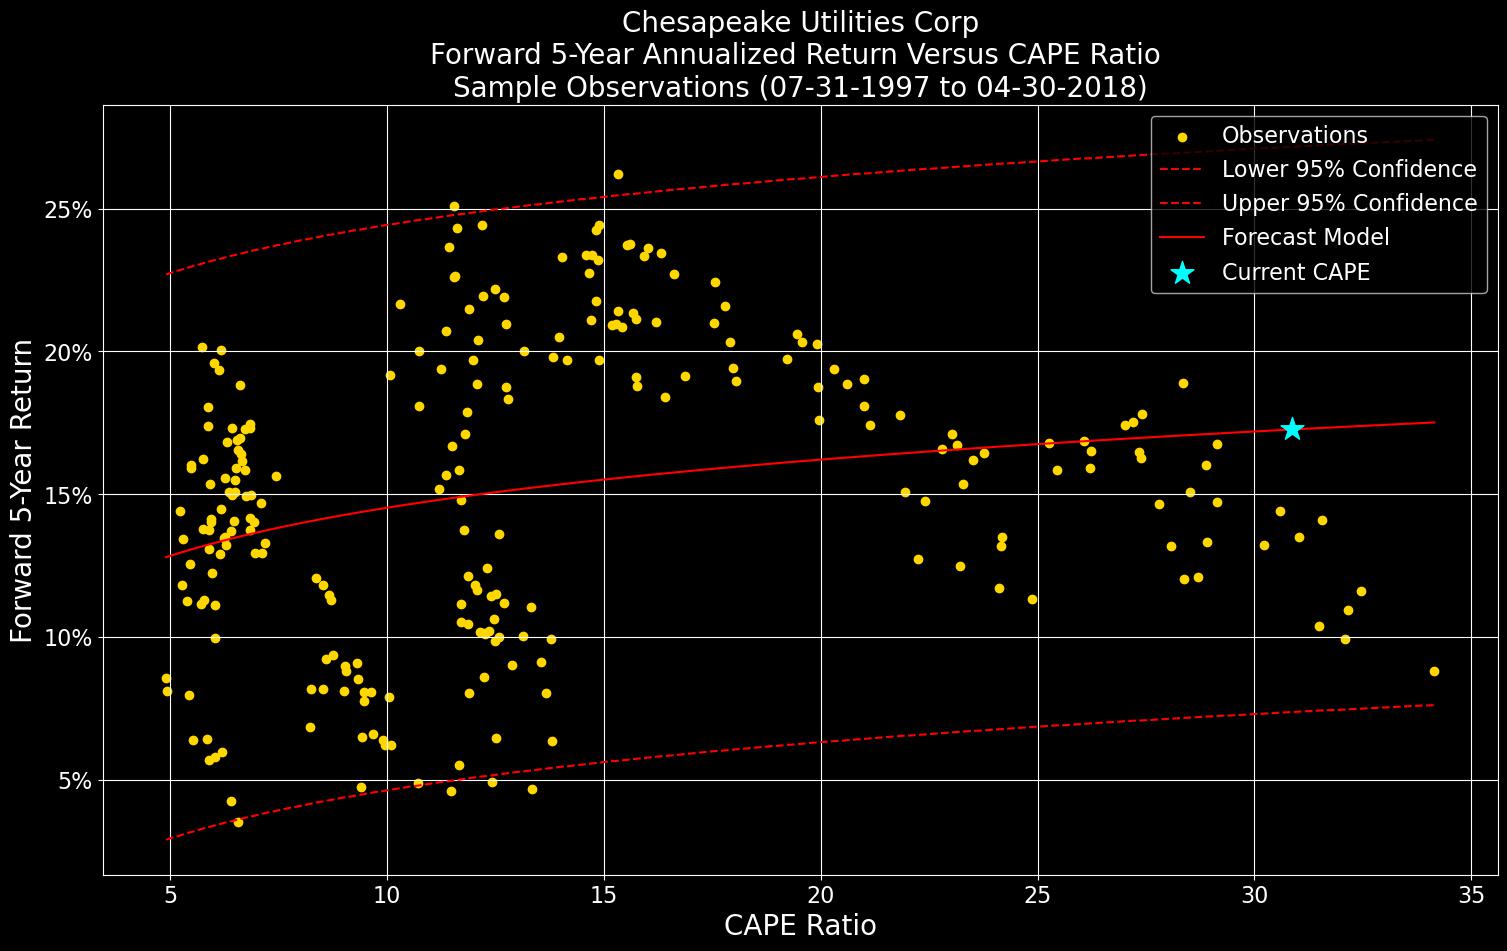 Chesapeake Utilities Corp
Forward 5-Year Annualized Return Versus CAPE Ratio
Sample Observations (07-31-1997 to 04-30-2018)
Observations
Lower 95% Confidence
Upper 95% Confidence
Forecast Model
Current CAPE
Forward 5-Year Return
25%
20%
15%
10%
5%
5 10 15 20 25 30 35
CAPE Ratio